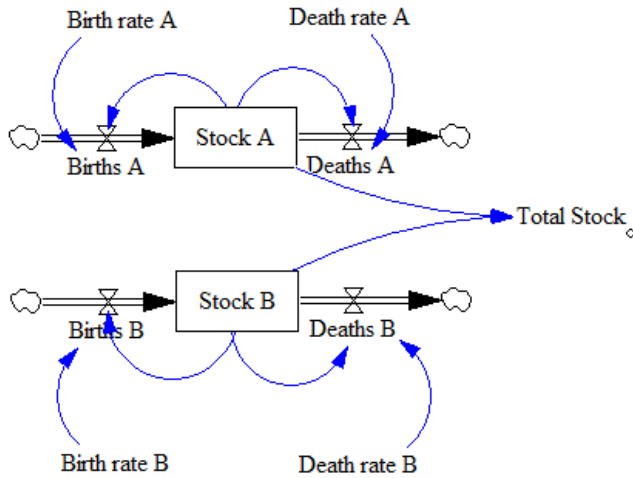 Birth rate A
Death rate A
Stock A
Births A
Deaths A
Total Stock
Stock B
Births B
Deaths B
Birth rate B
Death rate B